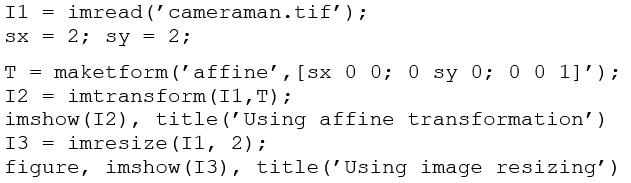 I1 = imread(’cameraman.tif’);
sx = 2; sy = 2;
T = maketform(’affine’,[sx 0 0; 0 sy 0; 0 0 1]’);
I2 = imtransform(I1,T);
imshow(I2), title(’Using affine transformation’)
I3 = imresize(I1, 2);
figure, imshow(I3), title(’Using image resizing’)